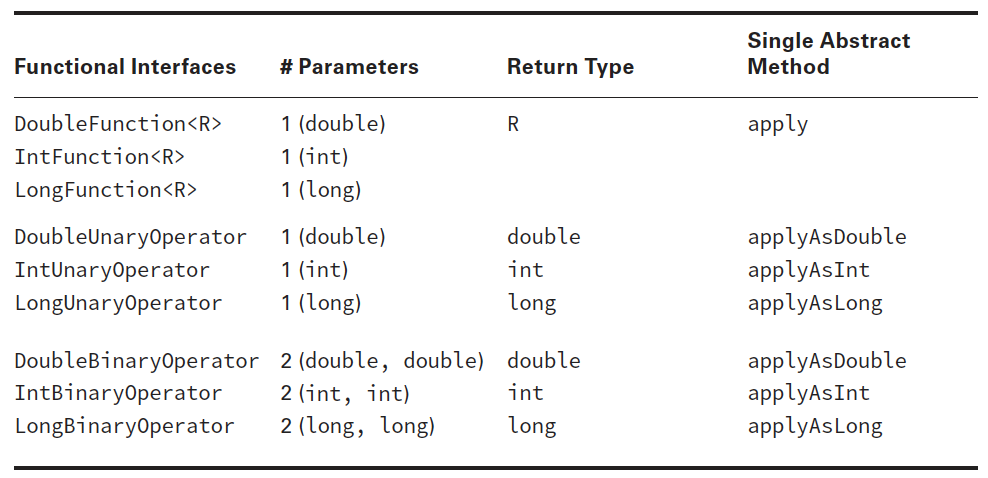 Functional Interfaces # Parameters Return Type Single Abstract Method
DoubleFunction<R> 1 (double) R apply
IntFunction<R> 1 (int)
LongFunction<R> 1 (long)
DoubleUnaryOperator 1 (double) double applyAsDouble
IntUnaryOperator 1 (int) int applyAsInt
LongUnaryOperator 1 (long) long applyAsLong
DoubleBinaryOperator 2 (double, double) double applyAsDouble
IntBinaryOperator 2 (int, int) int applyAsInt
LongBinaryOperator 2 (long, long) long applyAsLong